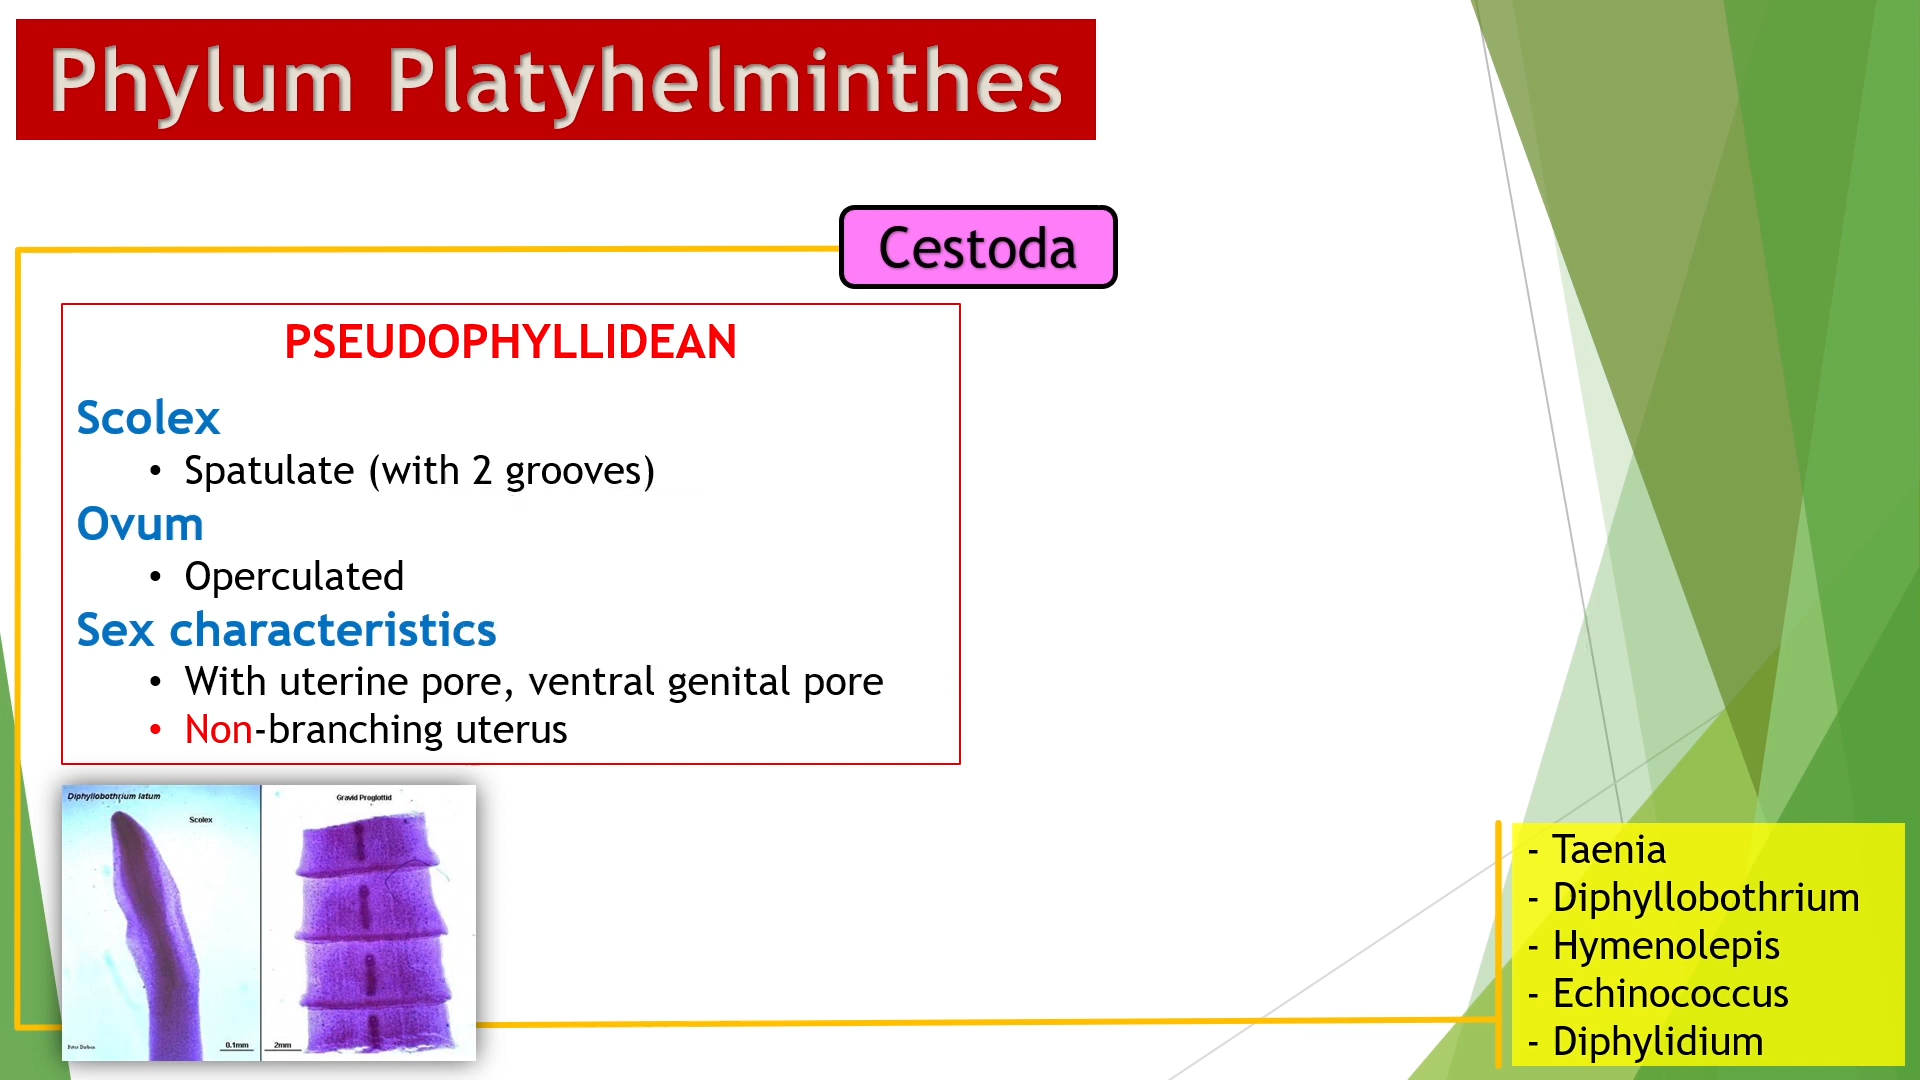 Phylum Platyhelminthes
Cestoda
PSEUDOPHYLLIDEAN
Scolex
• Spatulate (with 2 grooves)
Ovum
• Operculated
Sex characteristics
• With uterine pore, ventral genital pore
• Non-branching uterus
Diphyllobothrium latum
Scolex
Gravid Proglottid
0.1mm
2mm
- Taenia
- Diphyllobothrium
- Hymenolepis
- Echinococcus
- Diphylidium